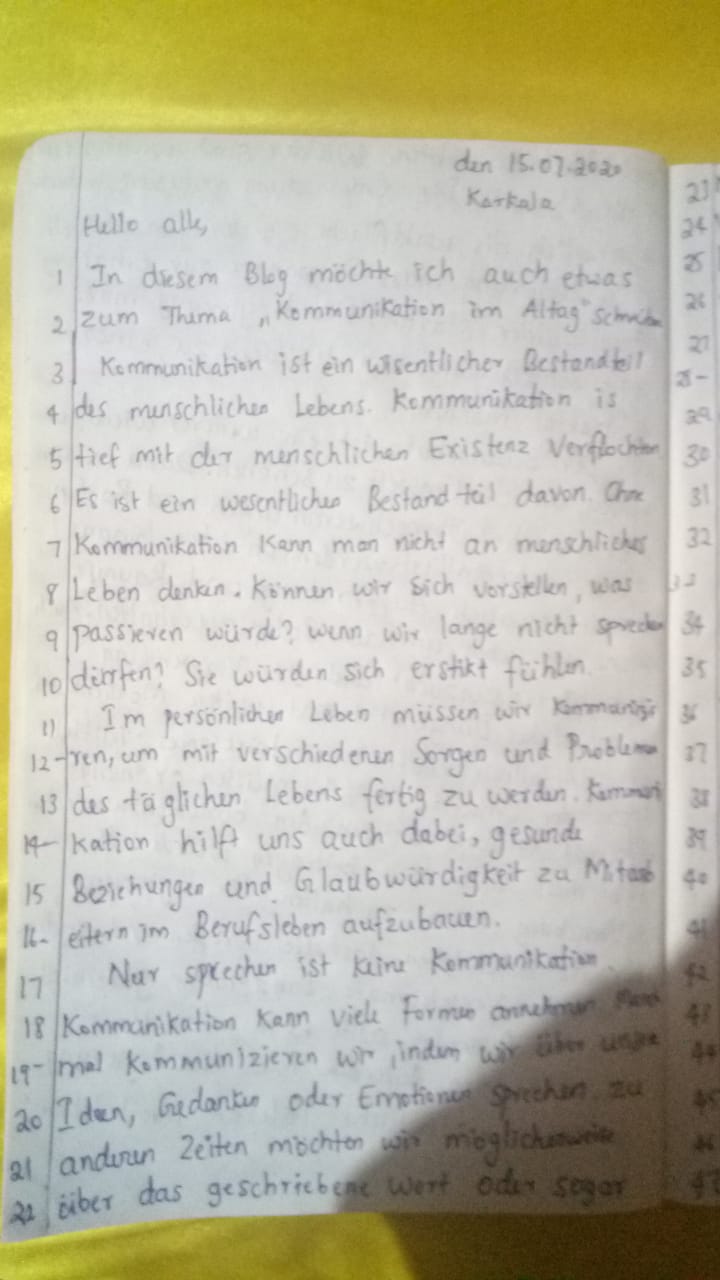 den 15.07.2020
Karkala
Hello alle,
1 In diesem Blog möchte ich auch etwas
2 zum Thema „Kommunikation im Altag"
3 Kommunikation ist ein wisentlicher Bestandteil
4 des menschlichen Lebens. Kommunikation is
5 tief mit der menschlichen Existenz verflochten
6 Es ist ein wesentliches Bestandteil davon. Ohne
7 Kommunikation kann man nicht an menschliches
8 Leben denken. Können wir sich vorstellen, was
9 passieren würde? wenn wir lange nicht sprechen
10 dürfen? Sie würden sich erstikt fühlen.
11 Im persönlichen Leben müssen wir Kommunizie
12 -ren, um mit verschiedenen Sorgen und Problemen
13 des täglichen Lebens fertig zu werden. Kommuni
14 - kation hilft uns auch dabei, gesunde
15 Beziehungen und Glaubwürdigkeit zu Mitarb
16 - eitern im Berufsleben aufzubauen.
17 Nur sprechen ist keine Kommunikation.
18 Kommunikation kann viele Formen annehmen. Manch
19 - mal kommunizieren wir, indem wir über unsere
20 Ideen, Gedanken oder Emotionen sprechen. zu
21 anderen Zeiten möchten wir möglicherweise
22 über das geschriebene Wort oder sogar
23
24
25
26
27
28-
29
30
31
32
33
34
35
36
37
38
39
40
41
42
43
44
45
46
47